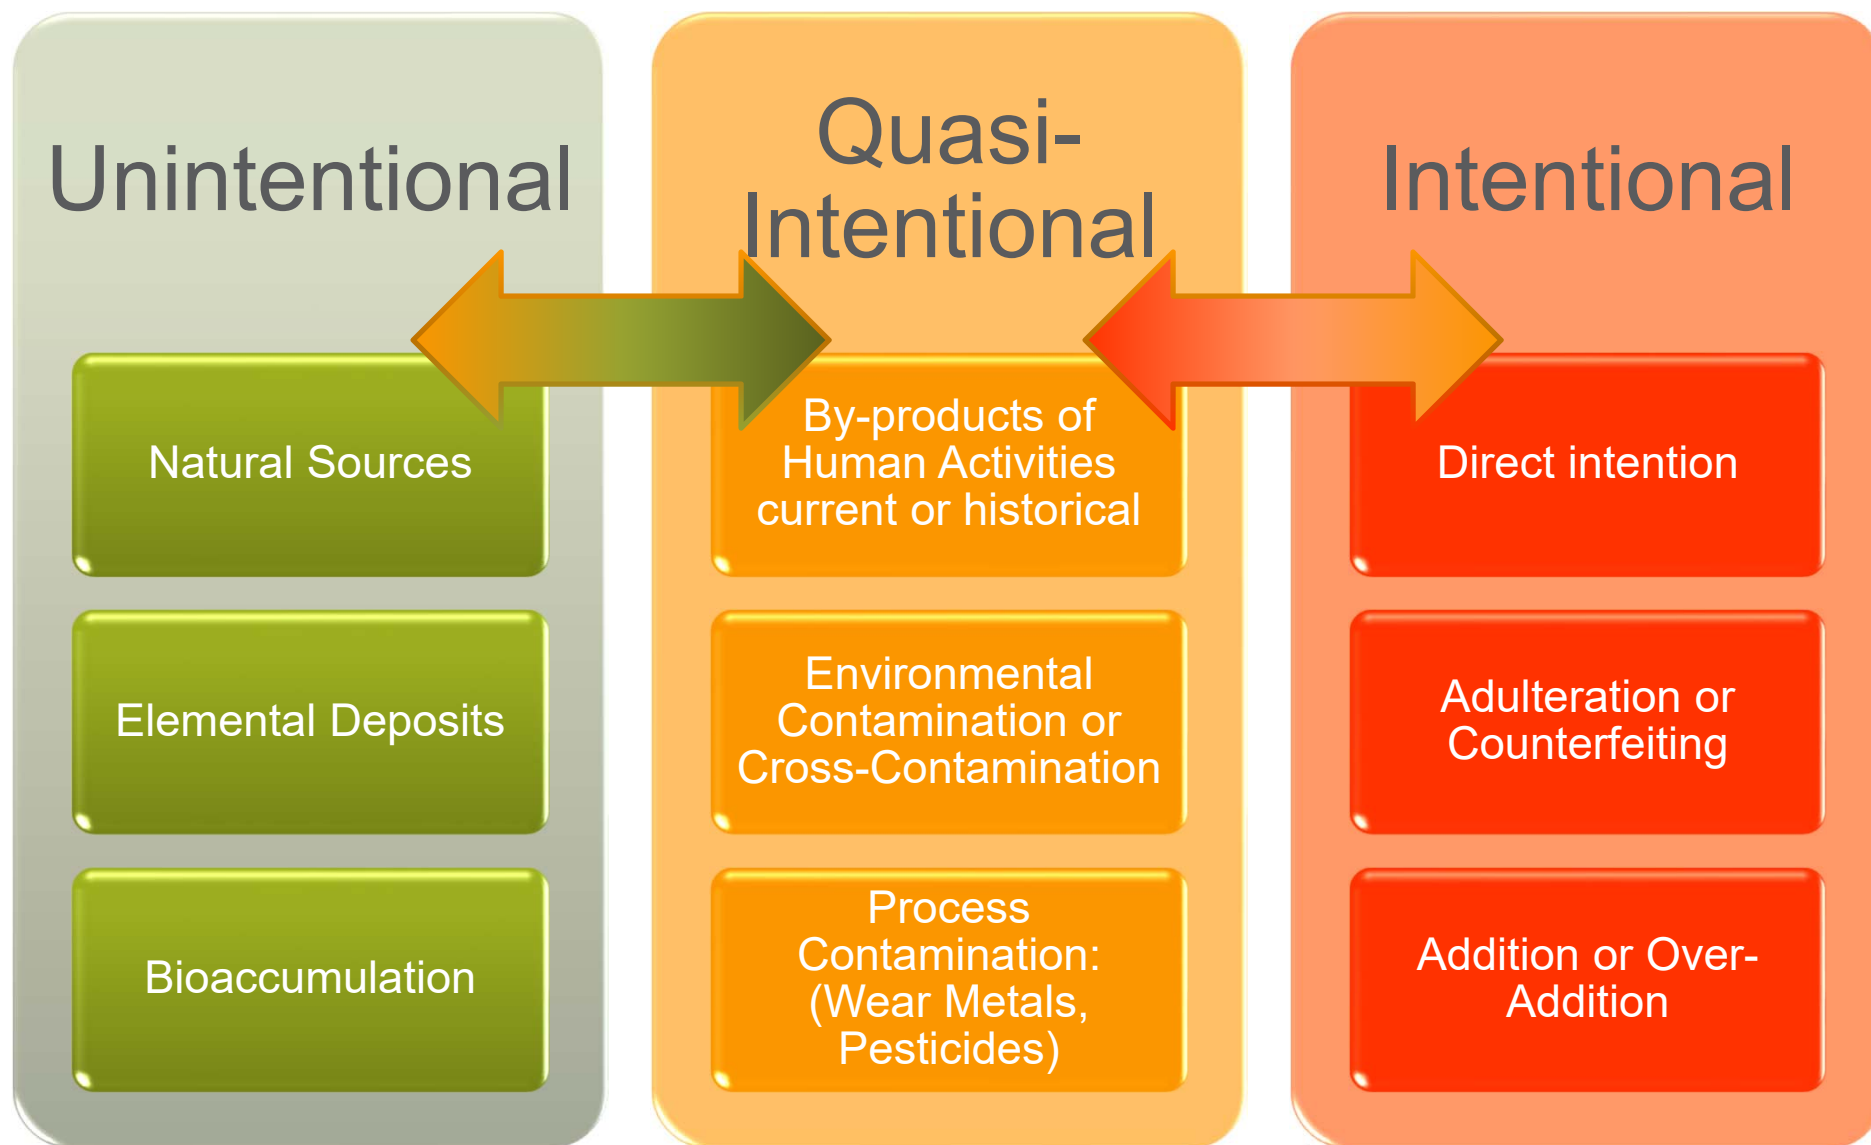 Unintentional
Natural Sources
Elemental Deposits
Bioaccumulation
Quasi-
Intentional
By-products of
Human Activities
current or historical
Environmental
Contamination or
Cross-Contamination
Process
Contamination:
(Wear Metals,
Pesticides)
Intentional
Direct intention
Adulteration or
Counterfeiting
Addition or Over-
Addition